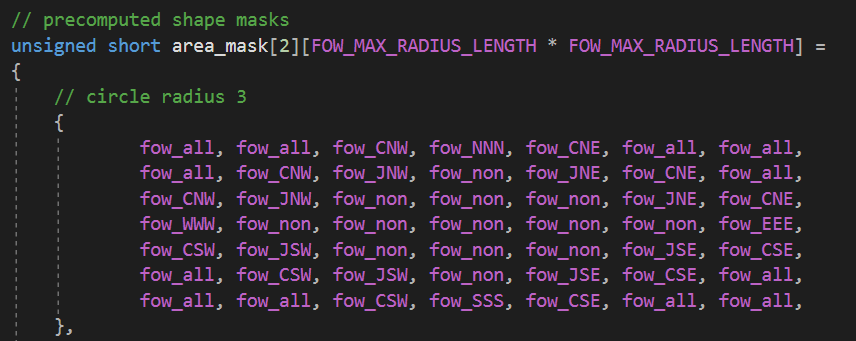 // precomputed shape masks
unsigned short area_mask[2][FOW_MAX_RADIUS_LENGTH * FOW_MAX_RADIUS_LENGTH] =
{
// circle radius 3
{
fow_all, fow_all, fow_CNW, fow_NNN, fow_CNE, fow_all, fow_all,
fow_all, fow_CNW, fow_JNW, fow_non, fow_JNE, fow_CNE, fow_all,
fow_CNW, fow_JNW, fow_non, fow_non, fow_non, fow_JNE, fow_CNE,
fow_WWW, fow_non, fow_non, fow_non, fow_non, fow_non, fow_EEE,
fow_CSW, fow_JSW, fow_non, fow_non, fow_non, fow_JSE, fow_CSE,
fow_all, fow_CSW, fow_JSW, fow_non, fow_JSE, fow_CSE, fow_all,
fow_all, fow_all, fow_CSW, fow_SSS, fow_CSE, fow_all, fow_all,
},